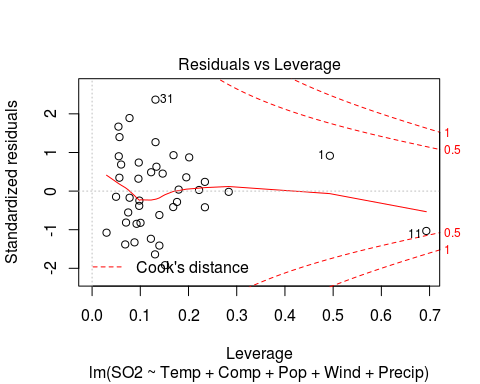 Residuals vs Leverage
Standardized residuals
2
1
0
-1
-2
31
1
11
1
0.5
0.5
1
Cook's distance
0.0 0.1 0.2 0.3 0.4 0.5 0.6 0.7
Leverage
lm(SO2 ~ Temp + Comp + Pop + Wind + Precip)